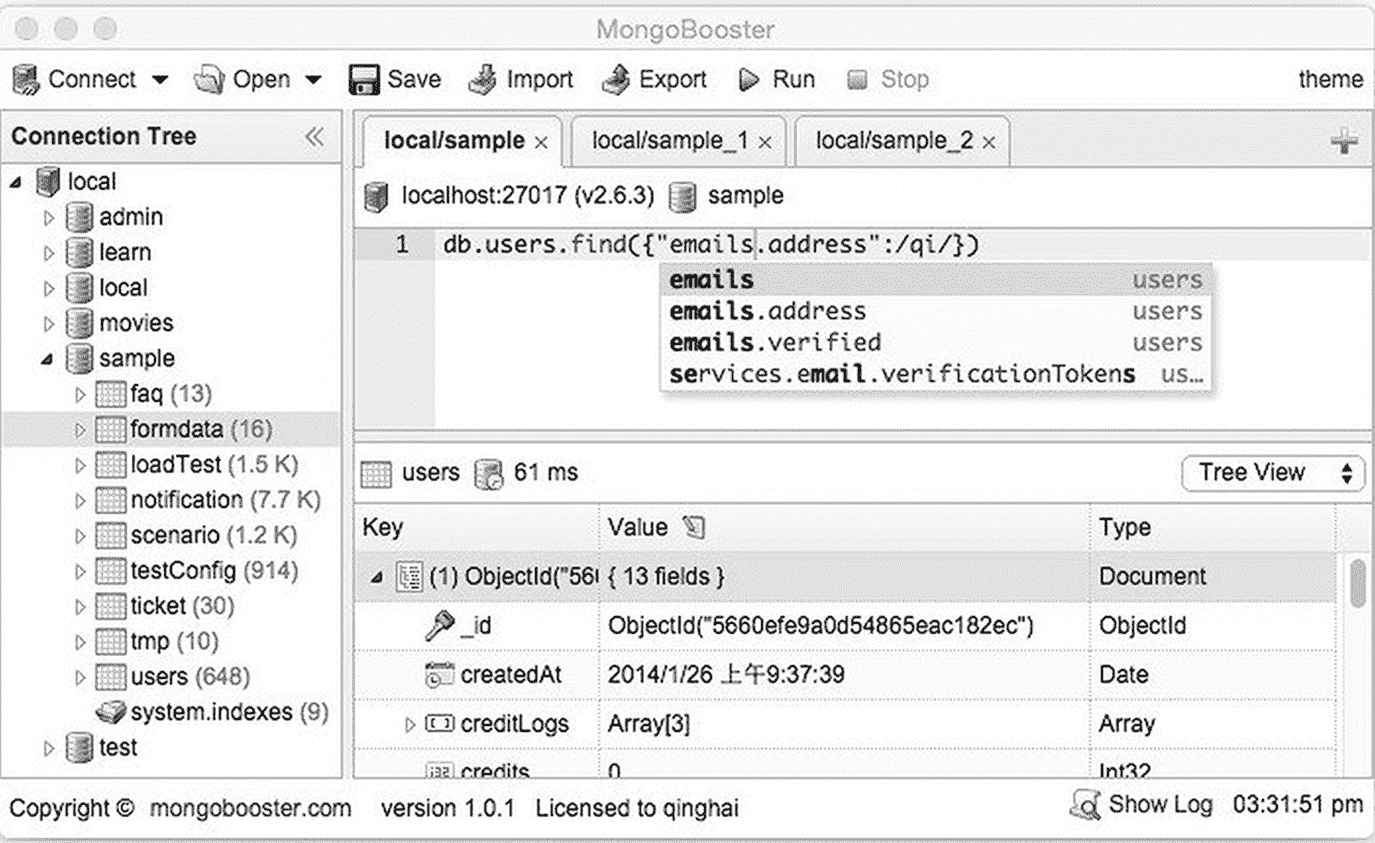 MongoBooster
Connect Open Save Import Export Run Stop theme
Connection Tree
local
admin
learn
local
movies
sample
faq (13)
formdata (16)
loadTest (1.5 K)
notification (7.7 K)
scenario (1.2 K)
testConfig (914)
ticket (30)
tmp (10)
users (648)
system.indexes (9)
test
local/sample × local/sample_1 × local/sample_2 ×
localhost:27017 (v2.6.3) sample
1 db.users.find({"emails.address":/qi/})
emails users
emails.address users
emails.verified users
services.email.verificationTokens us...
users 61 ms Tree View
Key Value Type
(1) ObjectId("56 { 13 fields } Document
_id ObjectId("5660efe9a0d54865eac182ec") ObjectId
createdAt 2014/1/26 上午9:37:39 Date
creditLogs Array[3] Array
credits 0 Int32
Copyright © mongobooster.com version 1.0.1 Licensed to qinghai Show Log 03:31:51 pm